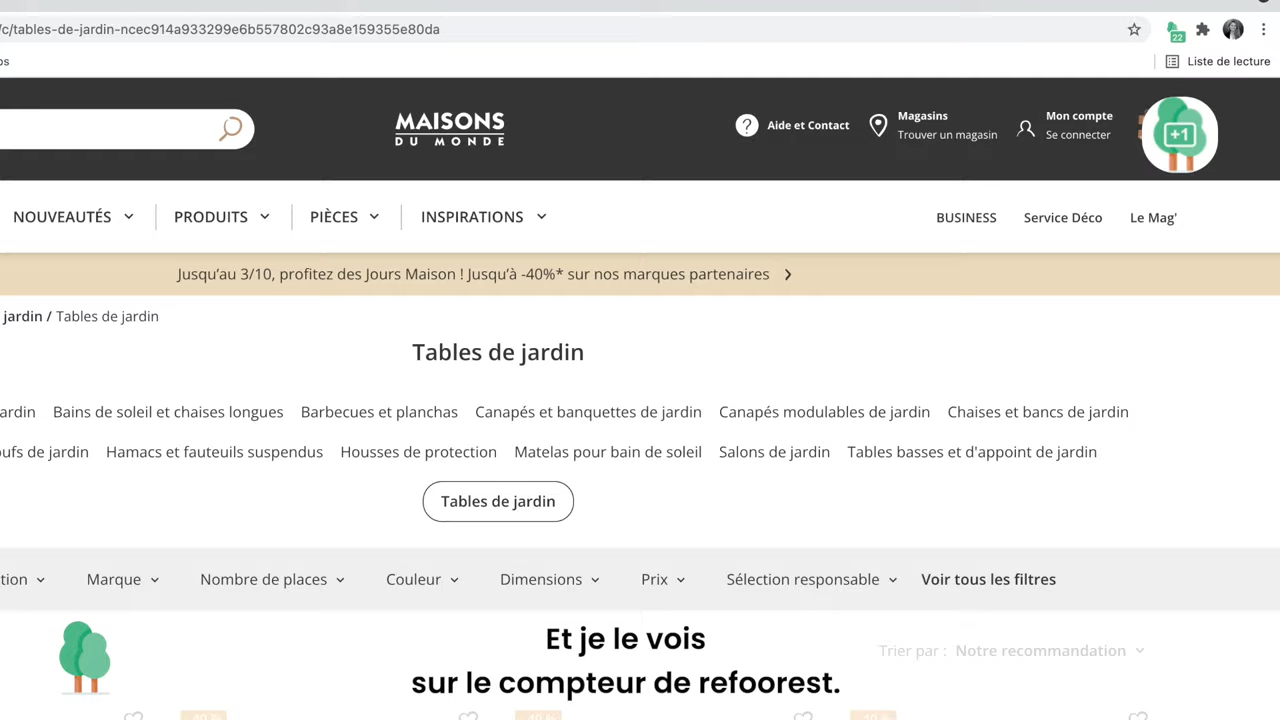 /c/tables-de-jardin-ncec914a933299e6b557802c93a8e159355e80da
22
os
Liste de lecture
MAISONS
DU MONDE
?
Aide et Contact
Magasins
Trouver un magasin
Mon compte
Se connecter
+1
NOUVEAUTÉS
PRODUITS
PIÈCES
INSPIRATIONS
BUSINESS
Service Déco
Le Mag'
Jusqu'au 3/10, profitez des Jours Maison ! Jusqu'à -40%* sur nos marques partenaires
jardin / Tables de jardin
Tables de jardin
ardin Bains de soleil et chaises longues Barbecues et planchas Canapés et banquettes de jardin Canapés modulables de jardin Chaises et bancs de jardin
oufs de jardin Hamacs et fauteuils suspendus Housses de protection Matelas pour bain de soleil Salons de jardin Tables basses et d'appoint de jardin
Tables de jardin
tion Marque Nombre de places Couleur Dimensions Prix Sélection responsable Voir tous les filtres
Trier par : Notre recommandation
Et je le vois
sur le compteur de refoorest.